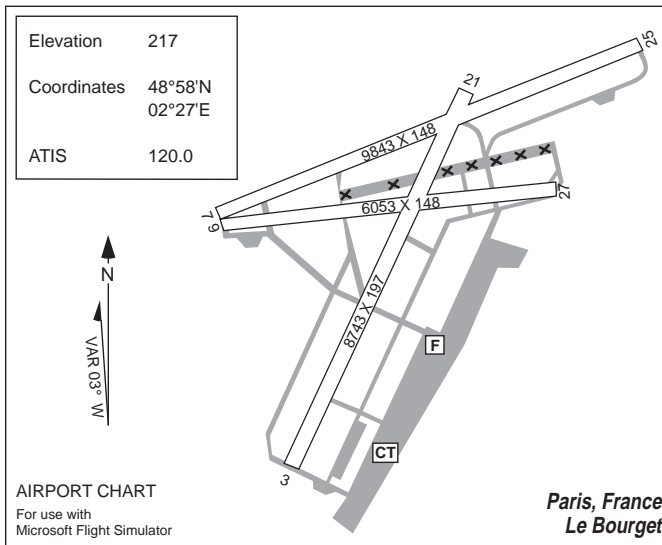 Elevation 217
Coordinates 48°58'N
02°27'E
ATIS 120.0
25
21
9843 X 148
6053 X 148
27
7
9
N
VAR 03° W
8743 X 197
F
CT
3
AIRPORT CHART
For use with
Microsoft Flight Simulator
Paris, France
Le Bourget